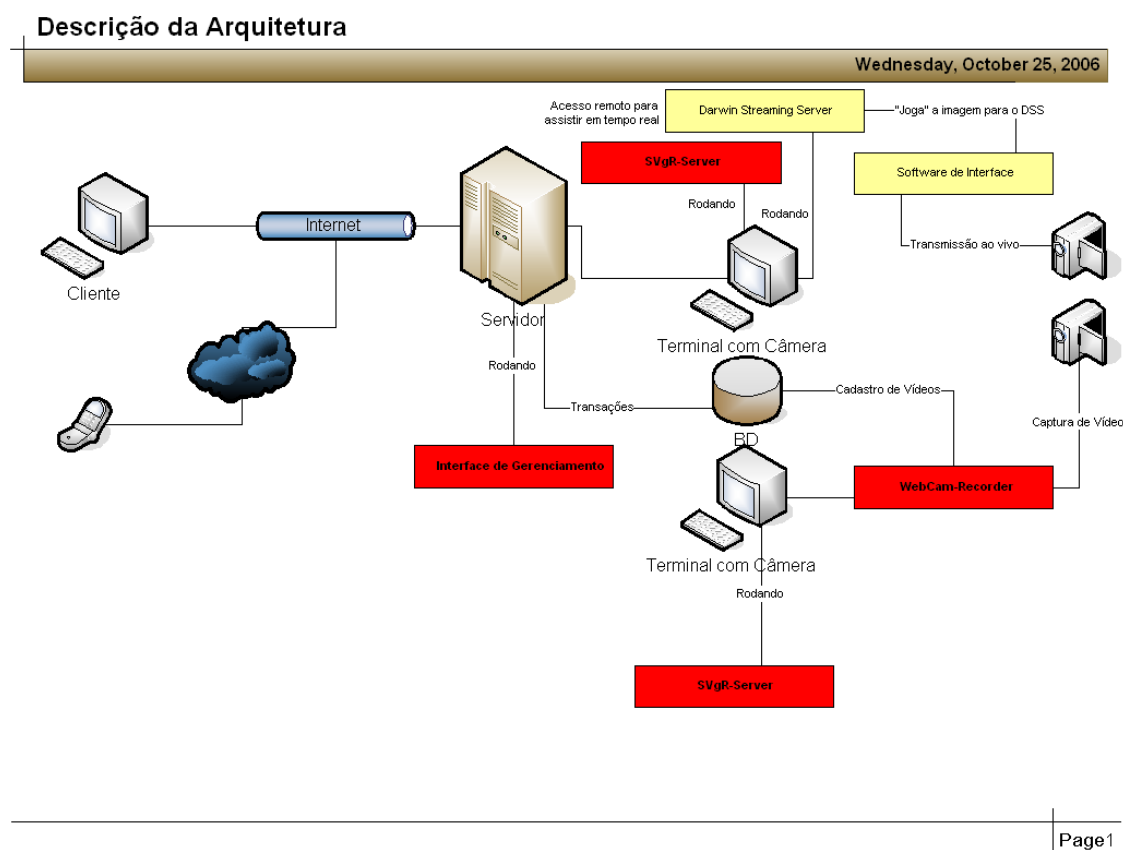 Descrição da Arquitetura
Wednesday, October 25, 2006
Acesso remoto para
assistir em tempo real
Darwin Streaming Server
"Joga" a imagem para o DSS
SVgR-Server
Software de Interface
Rodando
Rodando
Internet
Transmissão ao vivo
Cliente
Servidor
Terminal com Câmera
Rodando
Cadastro de Vídeos
Transações
Captura de Vídeo
BD
Interface de Gerenciamento
WebCam-Recorder
Terminal com Câmera
Rodando
SVgR-Server
Page1